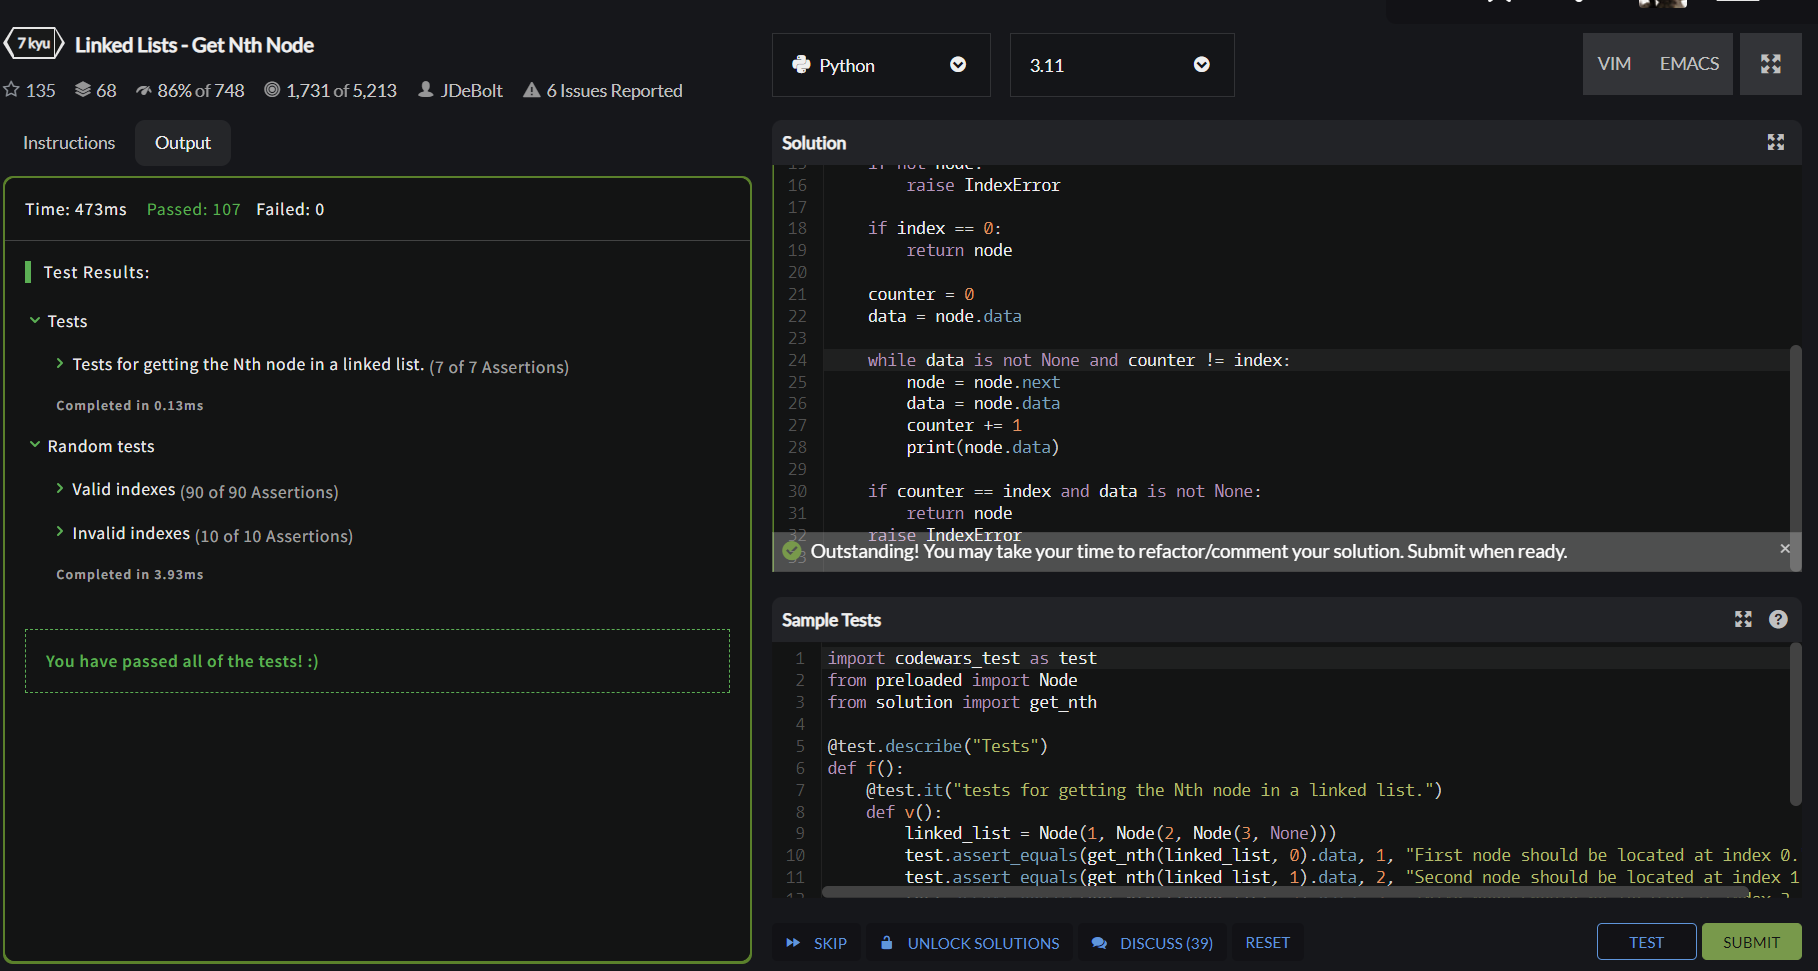 7 kyu Linked Lists - Get Nth Node
135 68 86% of 748 1,731 of 5,213 JDeBolt 6 Issues Reported
Instructions Output
Time: 473ms Passed: 107 Failed: 0
Test Results:
Tests
Tests for getting the Nth node in a linked list. (7 of 7 Assertions)
Completed in 0.13ms
Random tests
Valid indexes (90 of 90 Assertions)
Invalid indexes (10 of 10 Assertions)
Completed in 3.93ms
You have passed all of the tests! :)
Python 3.11 VIM EMACS
Solution
15 if not node:
16 raise IndexError
17
18 if index == 0:
19 return node
20
21 counter = 0
22 data = node.data
23
24 while data is not None and counter != index:
25 node = node.next
26 data = node.data
27 counter += 1
28 print(node.data)
29
30 if counter == index and data is not None:
31 return node
32 raise IndexError
33
Outstanding! You may take your time to refactor/comment your solution. Submit when ready.
Sample Tests
1 import codewars_test as test
2 from preloaded import Node
3 from solution import get_nth
4
5 @test.describe("Tests")
6 def f():
7 @test.it("tests for getting the Nth node in a linked list.")
8 def v():
9 linked_list = Node(1, Node(2, Node(3, None)))
10 test.assert_equals(get_nth(linked_list, 0).data, 1, "First node should be located at index 0.
11 test.assert_equals(get_nth(linked_list, 1).data, 2, "Second node should be located at index 1
SKIP UNLOCK SOLUTIONS DISCUSS (39) RESET TEST SUBMIT